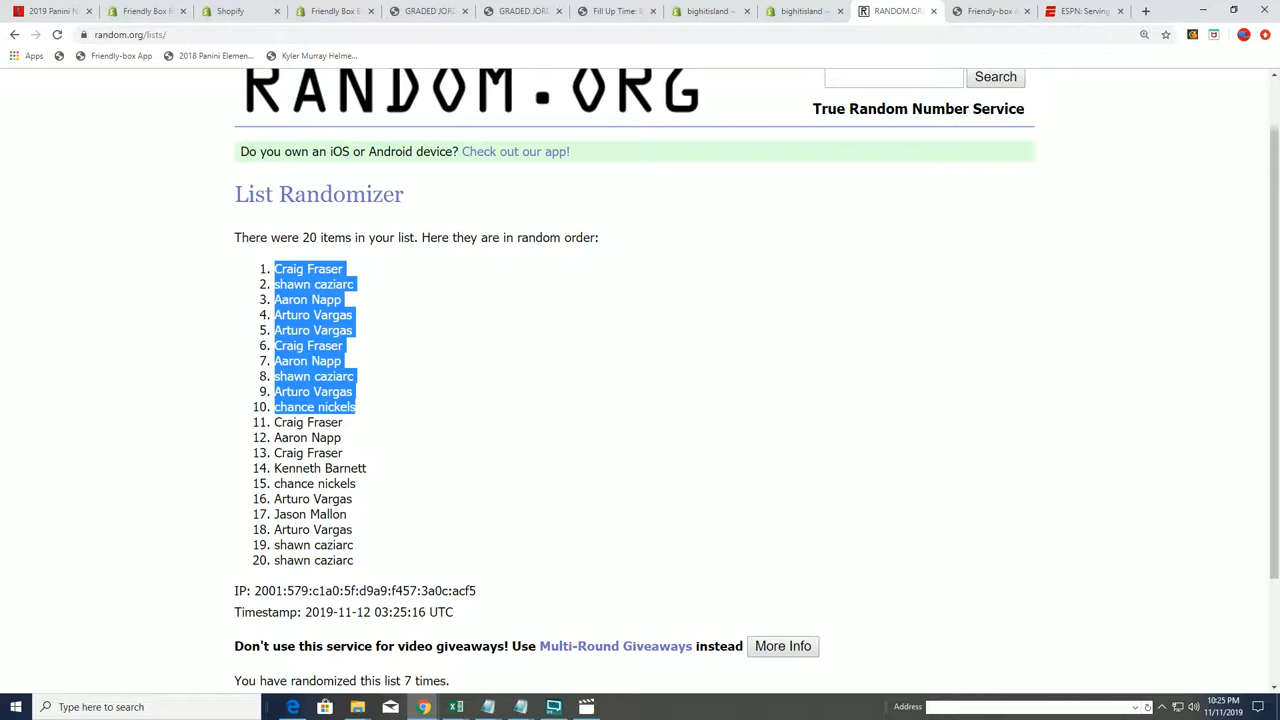 2019 Panini N
Friendly Box B
Shopify
Friendly Box B
GRADED JOR
GRADED JOR
Fill Up Time: B
bighitisland –
bighitisland –
RANDOM.OR
Friendly-box A
ESPN: Serving
random.org/lists/
Apps
Friendly-box App
2018 Panini Elemen...
Kyler Murray Helme...
RANDOM.ORG
Search
True Random Number Service
Do you own an iOS or Android device? Check out our app!
List Randomizer
There were 20 items in your list. Here they are in random order:
1. Craig Fraser
2. shawn caziarc
3. Aaron Napp
4. Arturo Vargas
5. Arturo Vargas
6. Craig Fraser
7. Aaron Napp
8. shawn caziarc
9. Arturo Vargas
10. chance nickels
11. Craig Fraser
12. Aaron Napp
13. Craig Fraser
14. Kenneth Barnett
15. chance nickels
16. Arturo Vargas
17. Jason Mallon
18. Arturo Vargas
19. shawn caziarc
20. shawn caziarc
IP: 2001:579:c1a0:5f:d9a9:f457:3a0c:acf5
Timestamp: 2019-11-12 03:25:16 UTC
Don't use this service for video giveaways! Use Multi-Round Giveaways instead More Info
You have randomized this list 7 times.
Type here to search
Address
10:25 PM
11/11/2019